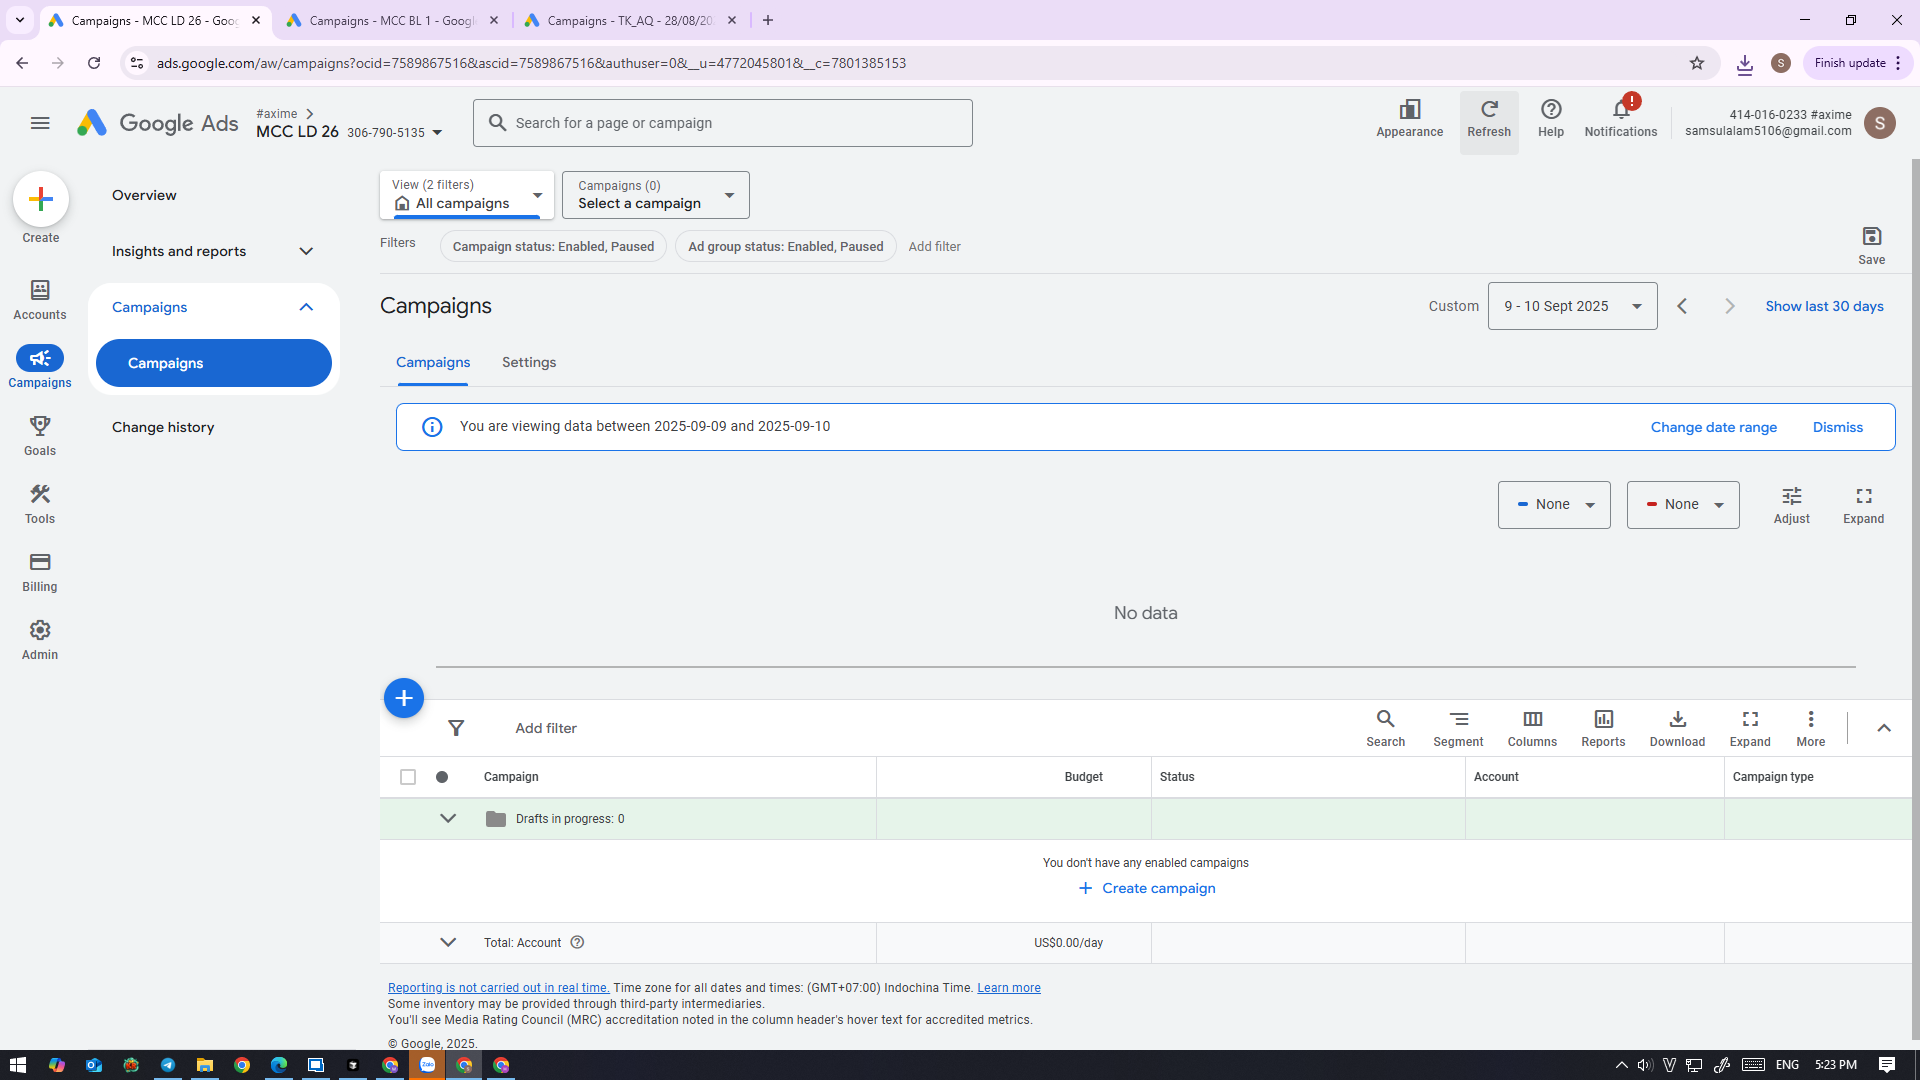 Campaigns - MCC LD 26 - Goog
Campaigns - MCC BL 1 - Google
Campaigns - TK_AQ - 28/08/20
ads.google.com/aw/campaigns?ocid=7589867516&ascid=7589867516&authuser=0&__u=4772045801&__c=7801385153
S
Finish update
Google Ads
#axime
MCC LD 26 306-790-5135
Search for a page or campaign
Appearance
Refresh
Help
!
Notifications
414-016-0233 #axime
samsulalam5106@gmail.com
S
Create
Accounts
Campaigns
Goals
Tools
Billing
Admin
Overview
Insights and reports
Campaigns
Campaigns
Change history
View (2 filters)
All campaigns
Campaigns (0)
Select a campaign
Filters
Campaign status: Enabled, Paused
Ad group status: Enabled, Paused
Add filter
Save
Campaigns
Custom
9 - 10 Sept 2025
Show last 30 days
Campaigns
Settings
You are viewing data between 2025-09-09 and 2025-09-10
Change date range
Dismiss
None
None
Adjust
Expand
No data
Add filter
Search
Segment
Columns
Reports
Download
Expand
More
Campaign
Budget
Status
Account
Campaign type
Drafts in progress: 0
You don't have any enabled campaigns
Create campaign
Total: Account
US$0.00/day
Reporting is not carried out in real time. Time zone for all dates and times: (GMT+07:00) Indochina Time. Learn more
Some inventory may be provided through third-party intermediaries.
You'll see Media Rating Council (MRC) accreditation noted in the column header's hover text for accredited metrics.
© Google, 2025.
Zalo
ENG
5:23 PM